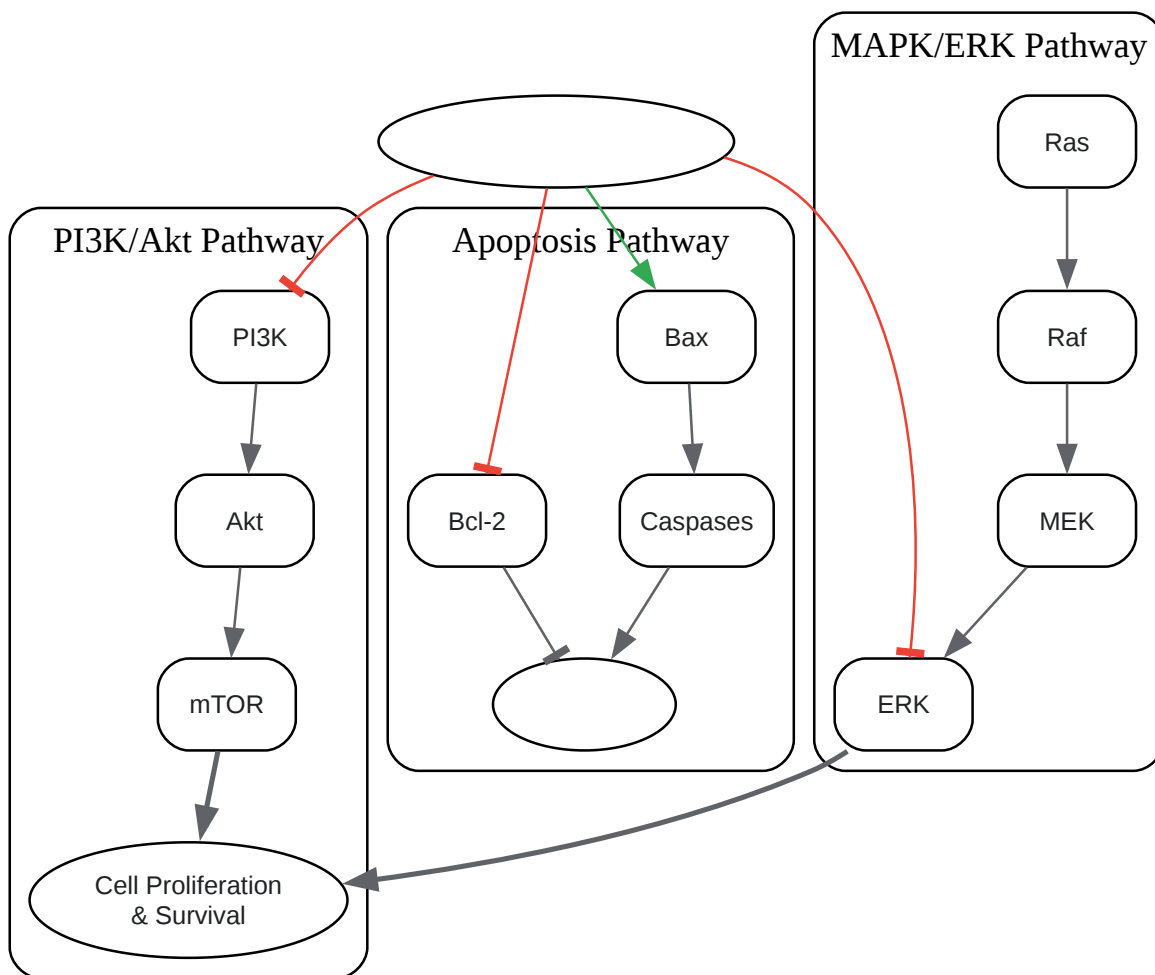 MAPK/ERK Pathway
Ras
PI3K/Akt Pathway
Apoptosis Pathway
PI3K
Bax
Raf
Akt
Bcl-2
Caspases
MEK
mTOR
ERK
Cell Proliferation
& Survival